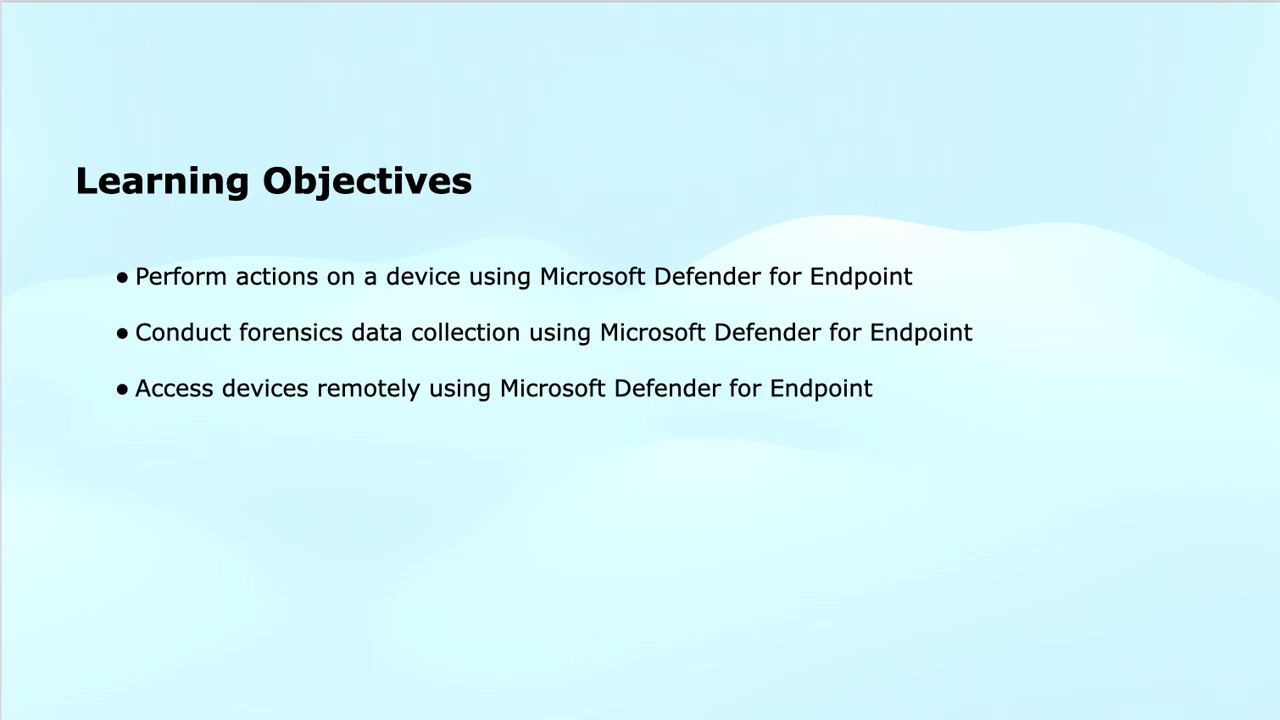 Learning Objectives
● Perform actions on a device using Microsoft Defender for Endpoint
● Conduct forensics data collection using Microsoft Defender for Endpoint
● Access devices remotely using Microsoft Defender for Endpoint